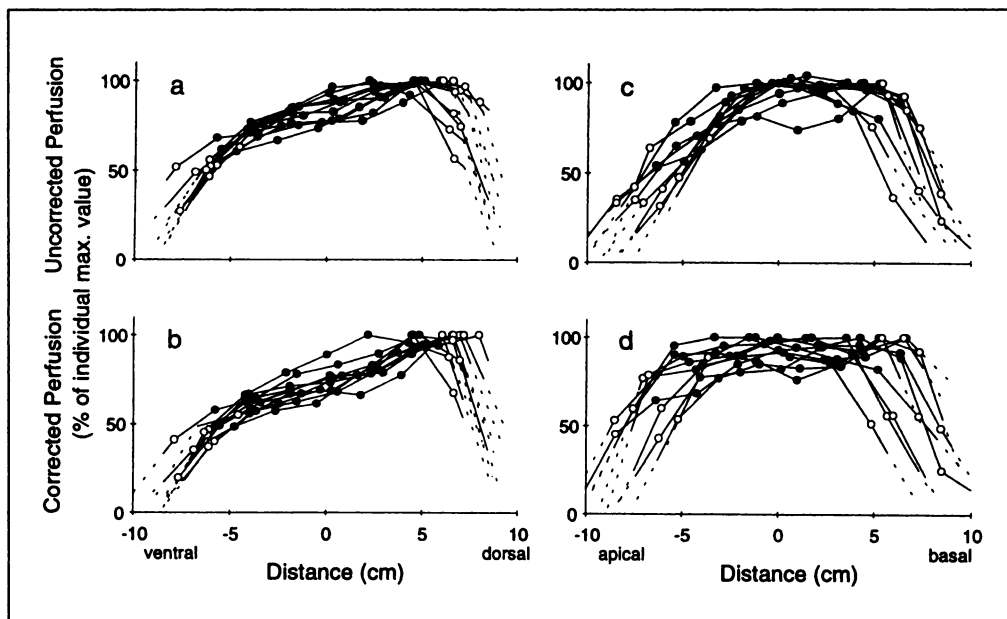 Uncorrected Perfusion
Corrected Perfusion
(% of individual max. value)
a
100
50
0
b
100
50
0
-10
-5
0
5
10
ventral
dorsal
Distance (cm)
c
100
50
0
d
100
50
0
-10
-5
0
5
10
apical
basal
Distance (cm)